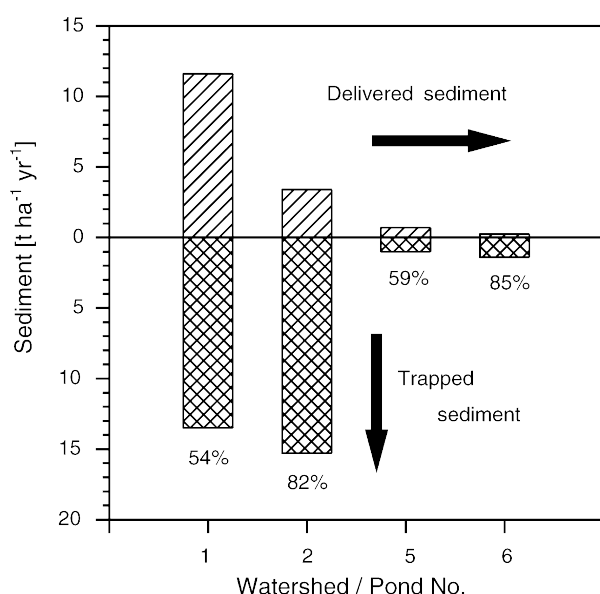 15
10
5
0
5
10
15
20
Sediment [t ha-1 yr-1]
Delivered sediment
59%
85%
Trapped
sediment
54%
82%
1 2 5 6
Watershed / Pond No.